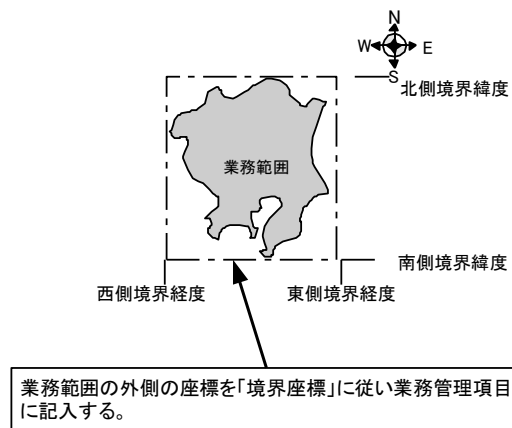 N
W E
S
北側境界緯度
業務範囲
南側境界緯度
西側境界経度 東側境界経度
業務範囲の外側の座標を「境界座標」に従い業務管理項目
に記入する。